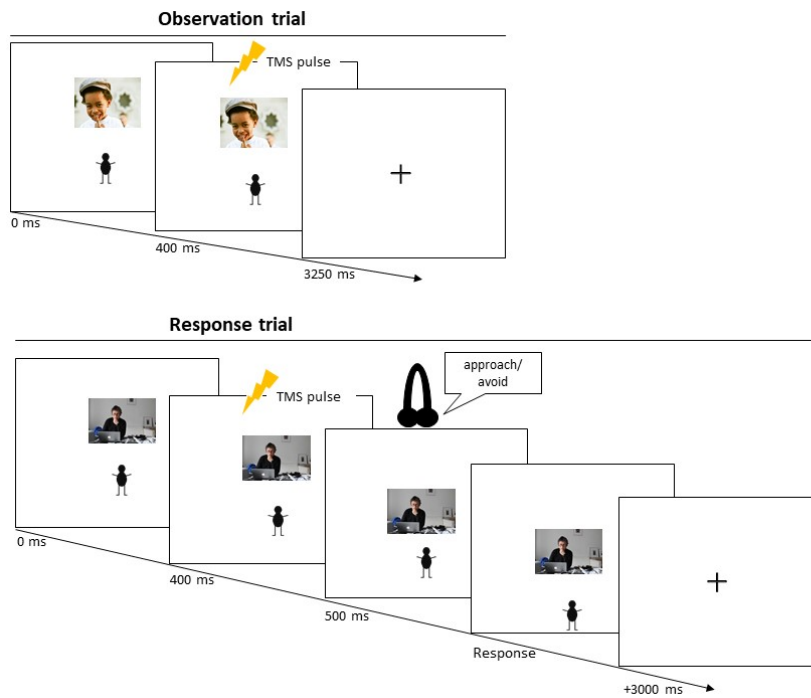 Observation trial
TMS pulse
0 ms
400 ms
3250 ms
Response trial
approach/
avoid
TMS pulse
0 ms
400 ms
500 ms
Response
+3000 ms